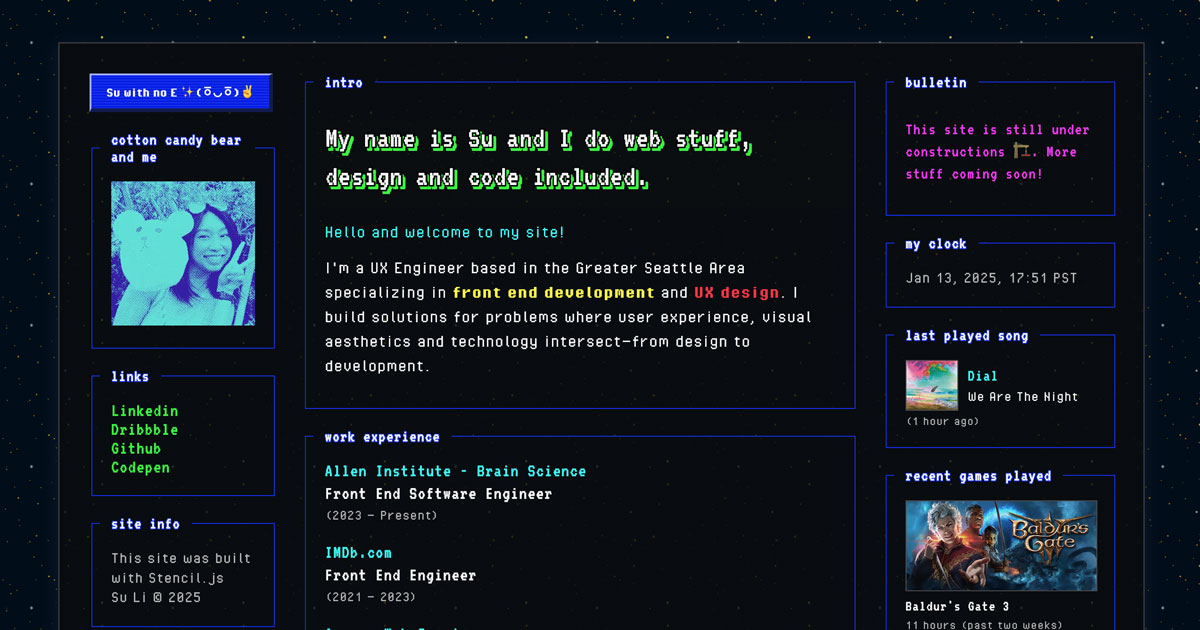 Su with no E ✨(ō͡◡ō͡)✌
cotton candy bear
and me
links
Linkedin
Dribbble
Github
Codepen
site info
This site was built
with Stencil.js
Su Li © 2025
intro
My name is Su and I do web stuff,
design and code included.
Hello and welcome to my site!
I'm a UX Engineer based in the Greater Seattle Area
specializing in front end development and UX design. I
build solutions for problems where user experience, visual
aesthetics and technology intersect—from design to
development.
work experience
Allen Institute - Brain Science
Front End Software Engineer
(2023 – Present)
IMDb.com
Front End Engineer
(2021 – 2023)
bulletin
This site is still under
constructions 🏗. More
stuff coming soon!
my clock
Jan 13, 2025, 17:51 PST
last played song
Dial
We Are The Night
(1 hour ago)
recent games played
Baldur's
Gate
Baldur's Gate 3
11 hours (past two weeks)